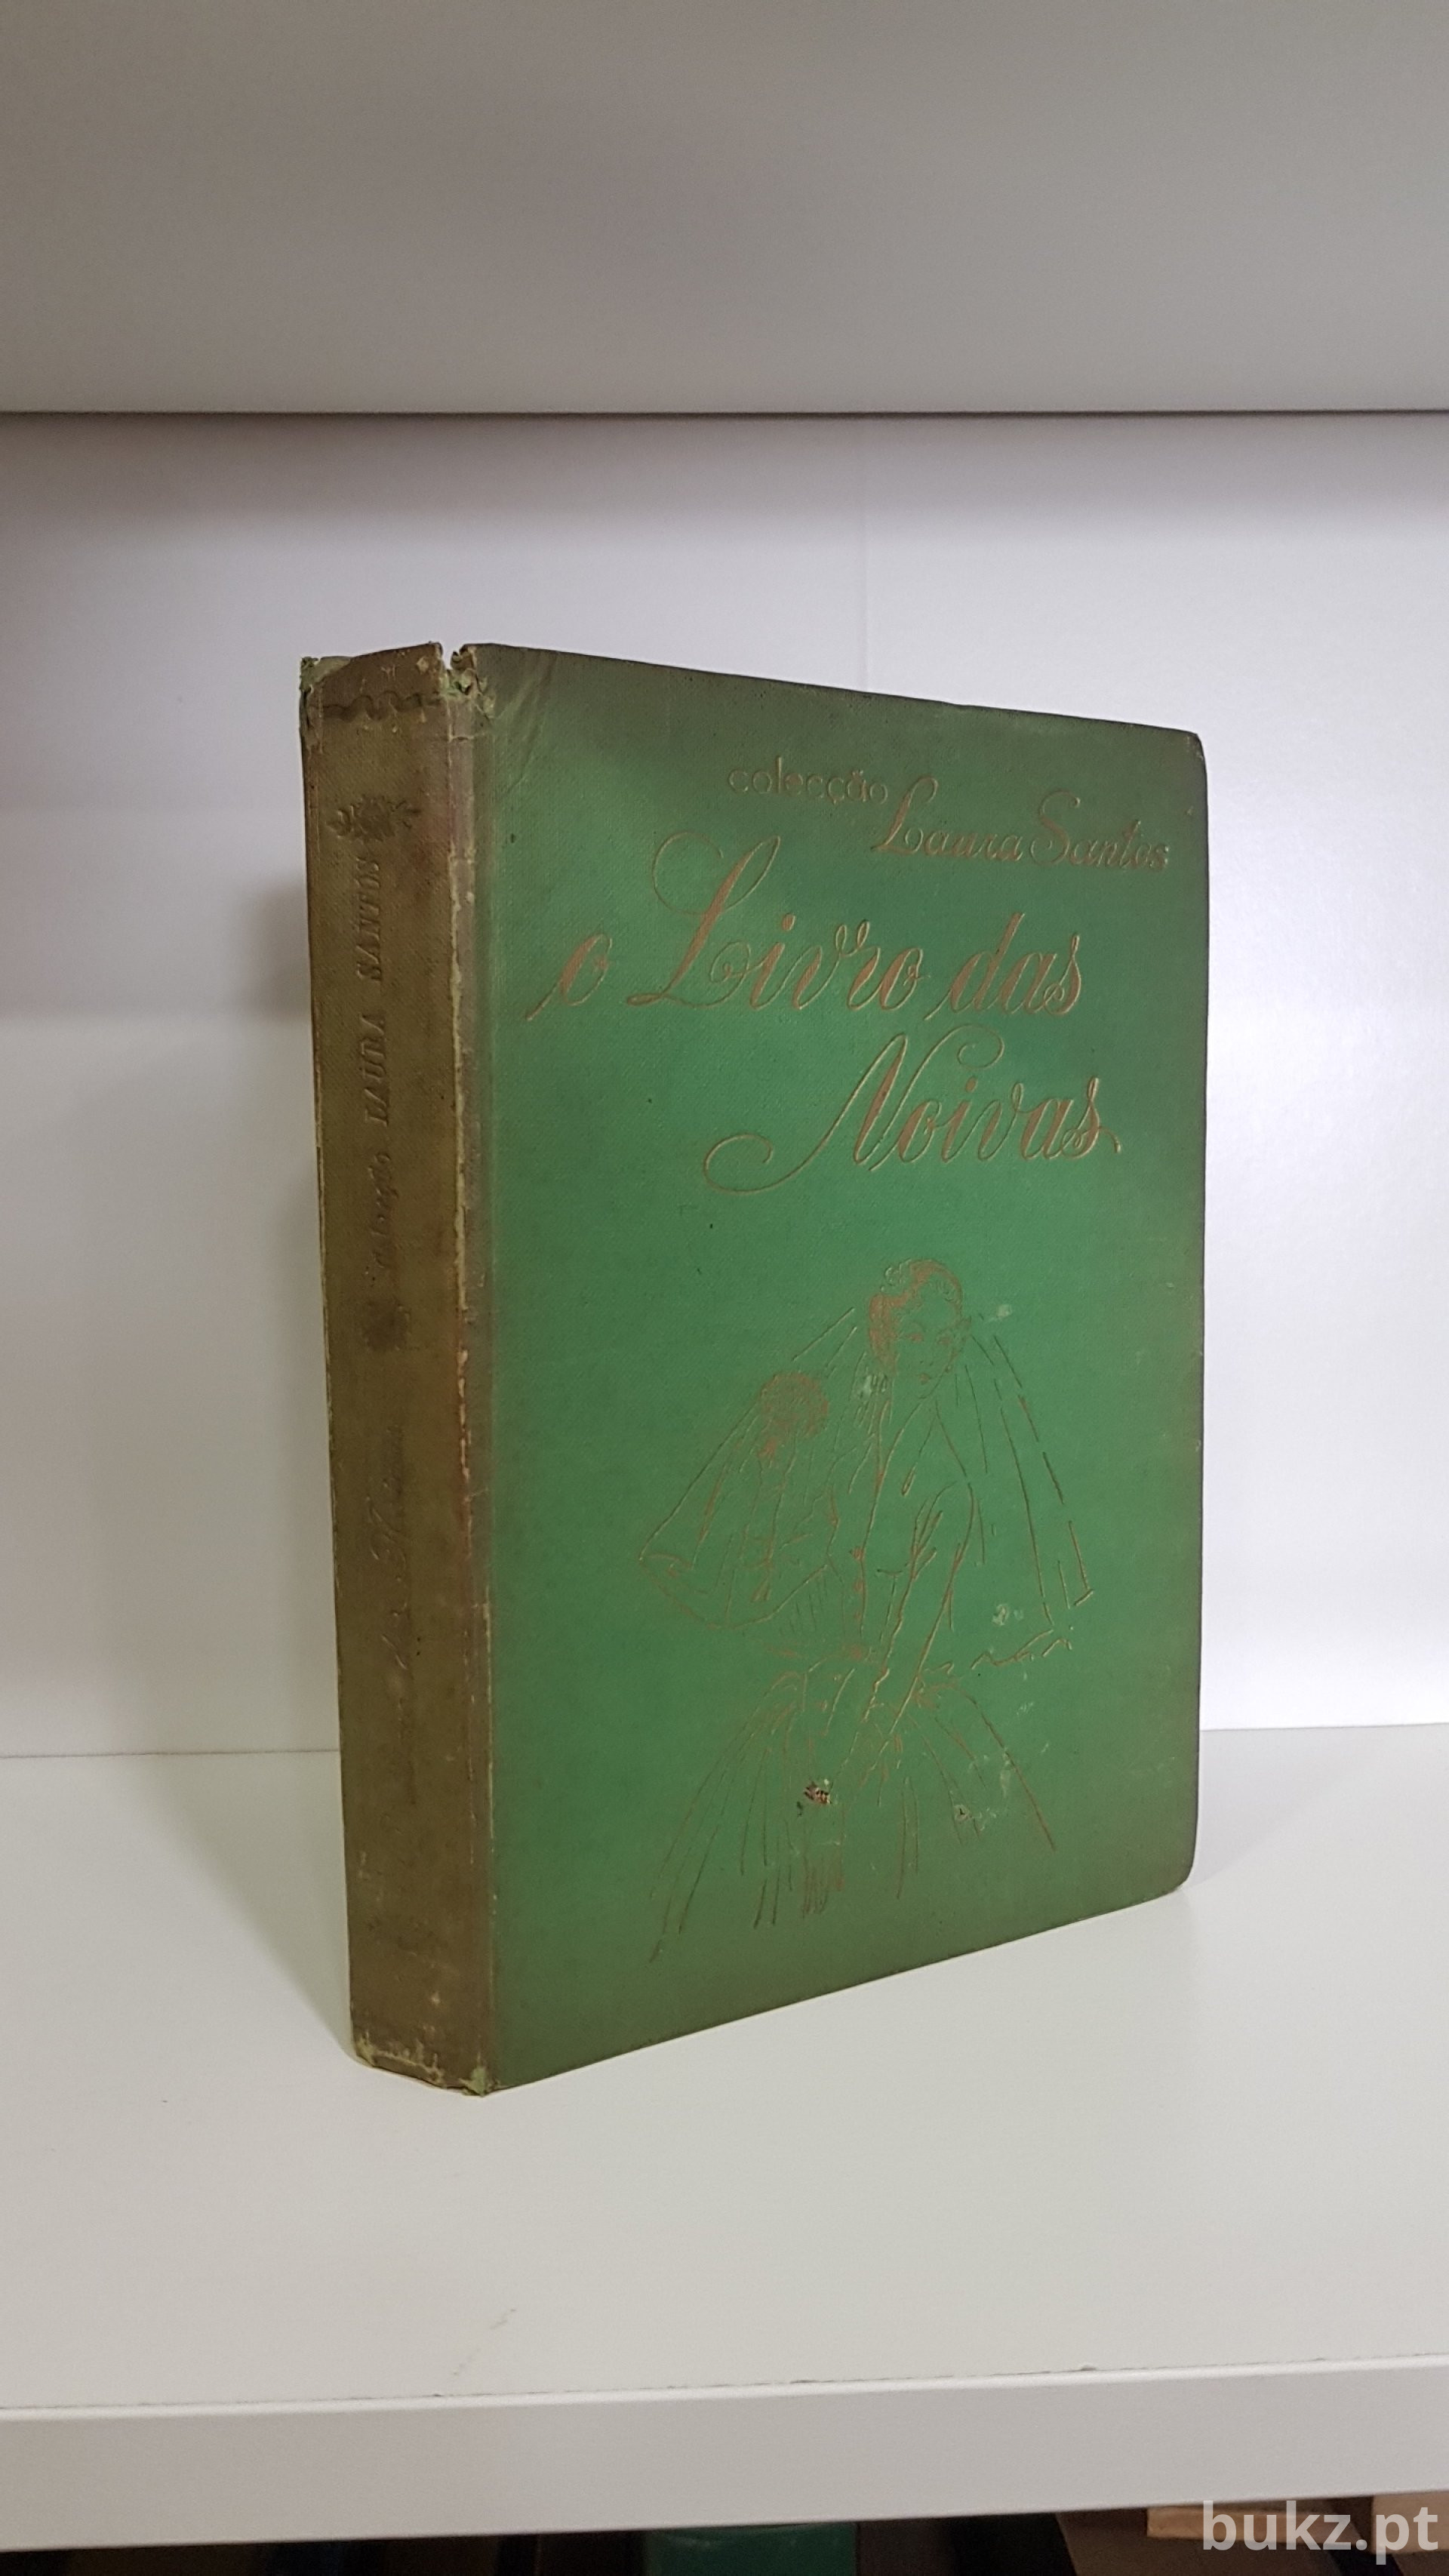 colecção
Laura Santos
o Livro das
Noivas
LAURA SANTOS
bukz.pt